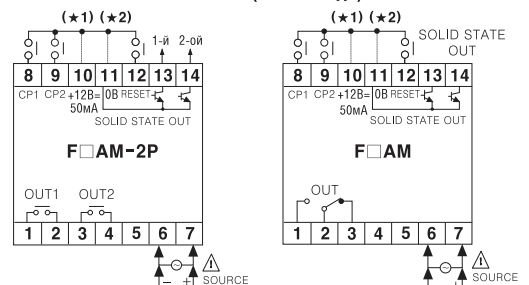 (★1) (★2)
1-й 2-ой
8 9 10 11 12 13 14
CP1 CP2 +12В= 0В RESET
50мА
SOLID STATE OUT
F□AM-2P
OUT1 OUT2
1 2 3 4 5 6 7
− +
SOURCE
(★1) (★2)
SOLID STATE
OUT
8 9 10 11 12 13 14
CP1 CP2 +12В= 0В RESET
50мА
SOLID STATE OUT
F□AM
OUT
1 2 3 6 7
SOURCE